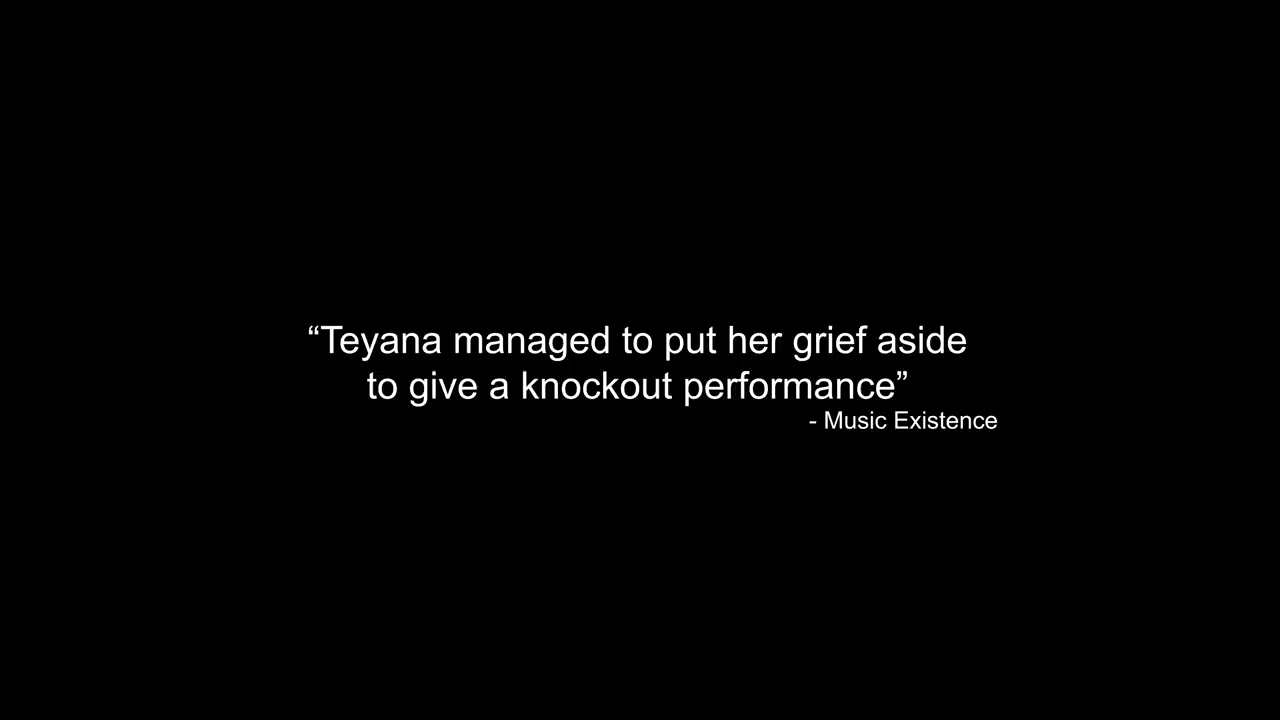 “Teyana managed to put her grief aside
to give a knockout performance”
- Music Existence